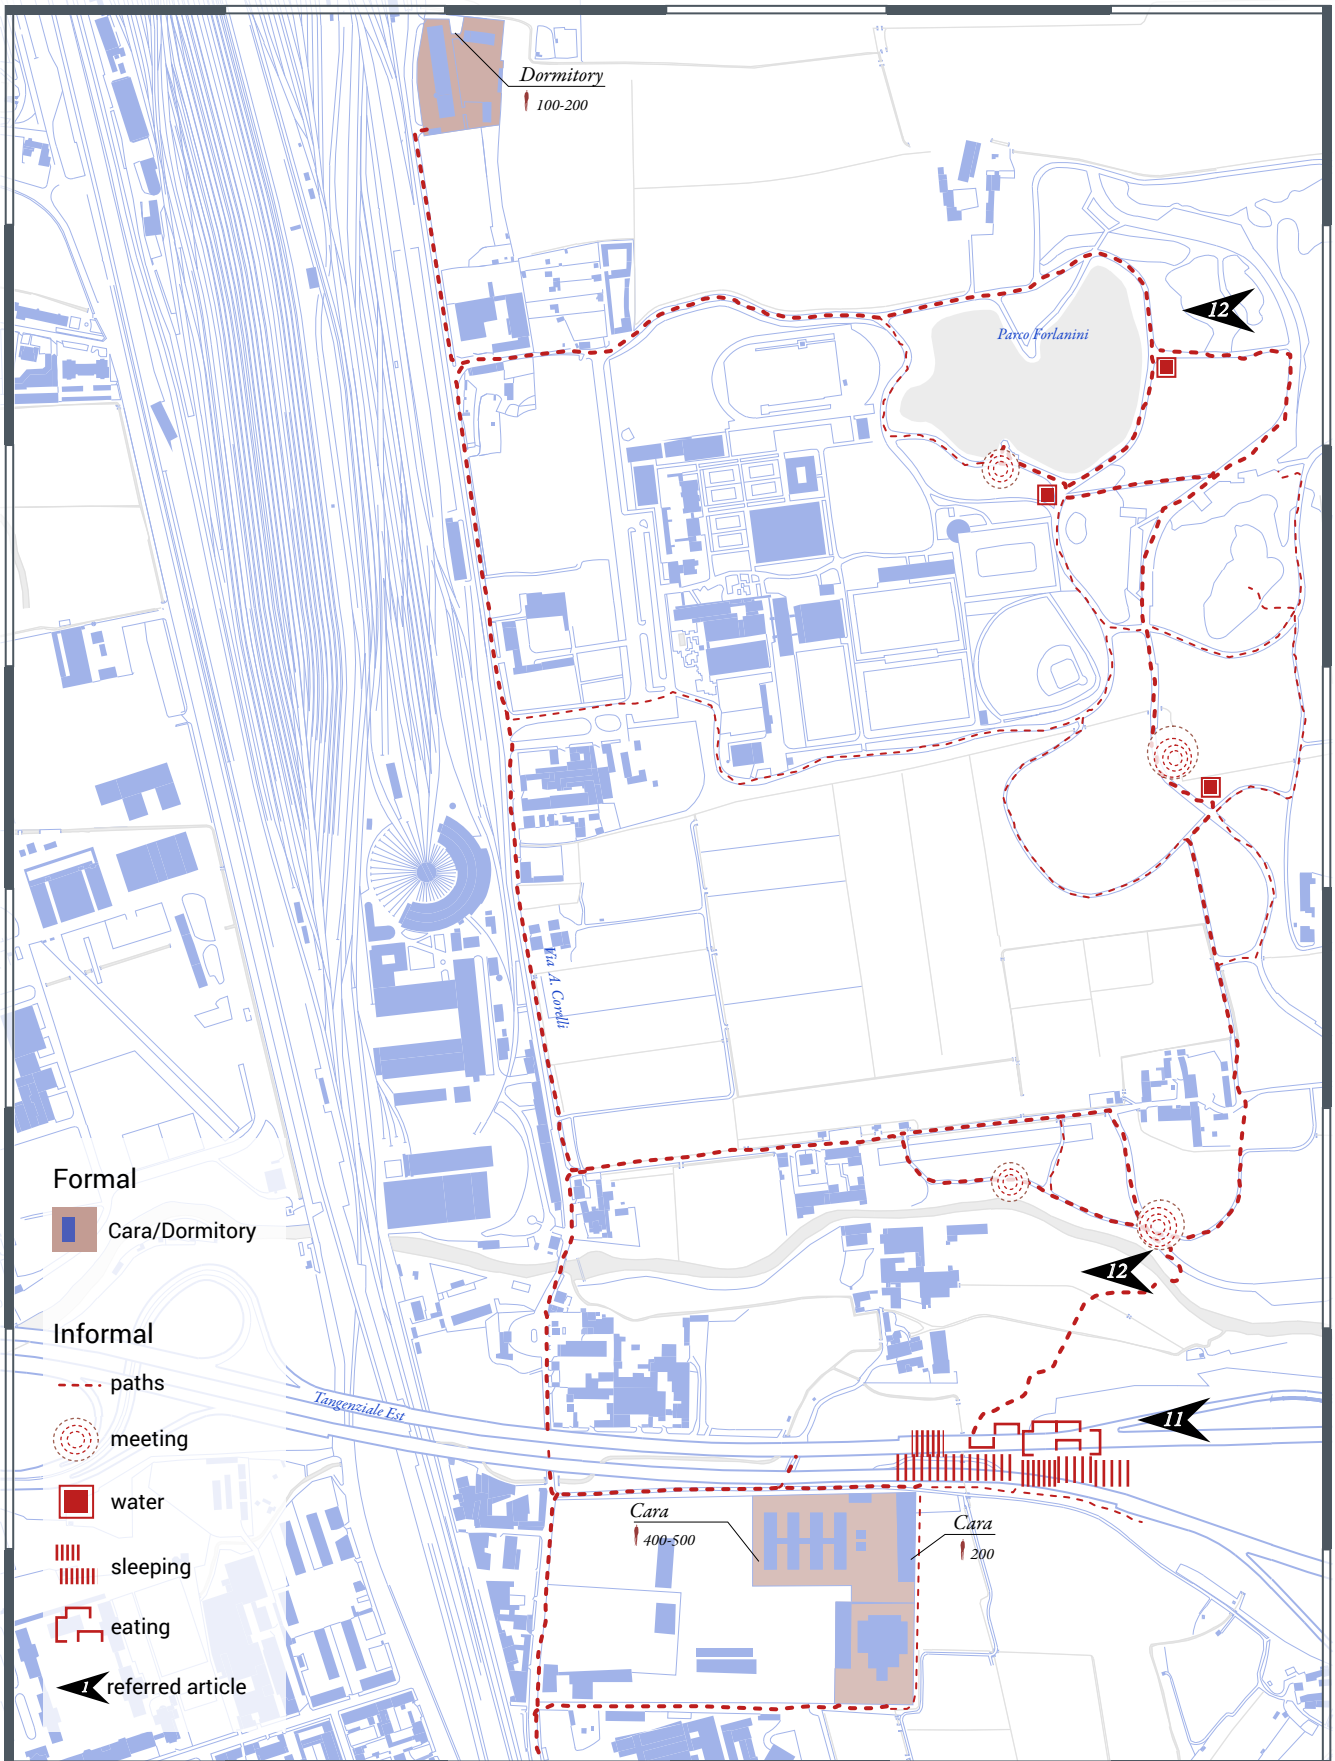 Dormitory
100-200
12
Parco Forlanini
Via A. Corelli
Formal
Cara/Dormitory
12
Informal
paths
Tangenziale Est
11
meeting
water
Cara
400-500
Cara
200
sleeping
eating
1 referred article